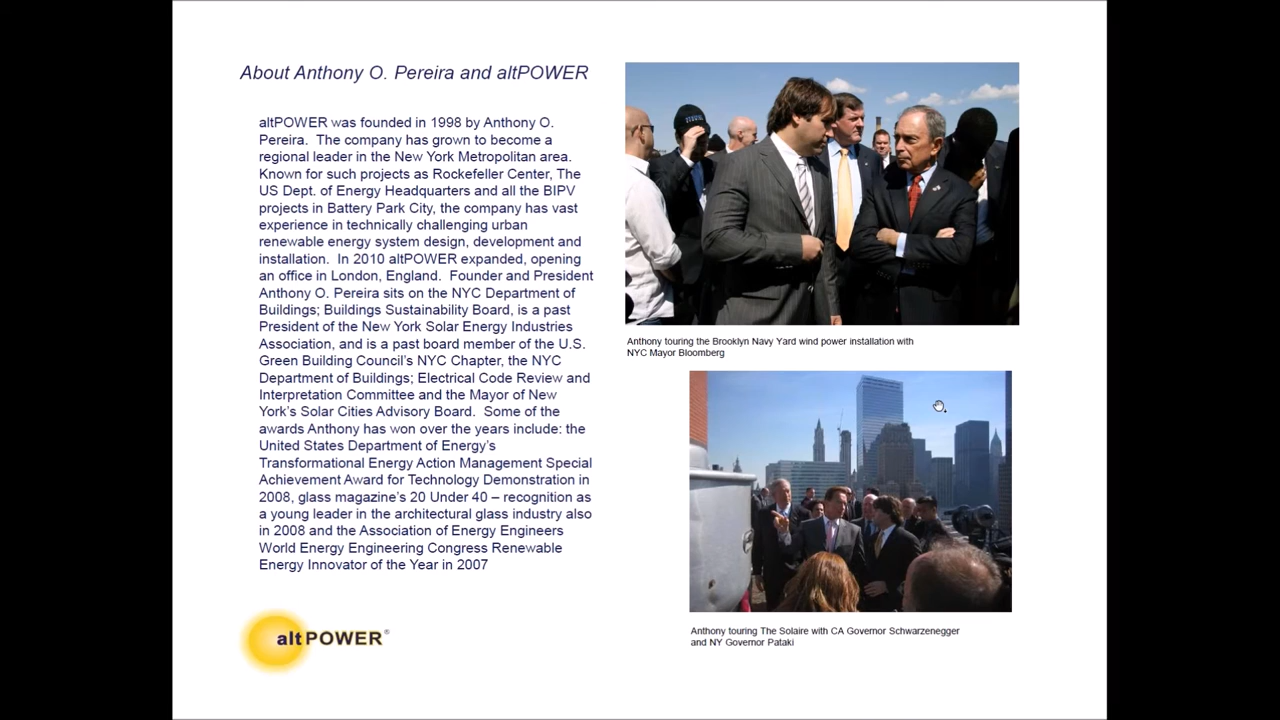 About Anthony O. Pereira and altPOWER
altPOWER was founded in 1998 by Anthony O.
Pereira. The company has grown to become a
regional leader in the New York Metropolitan area.
Known for such projects as Rockefeller Center, The
US Dept. of Energy Headquarters and all the BIPV
projects in Battery Park City, the company has vast
experience in technically challenging urban
renewable energy system design, development and
installation. In 2010 altPOWER expanded, opening
an office in London, England. Founder and President
Anthony O. Pereira sits on the NYC Department of
Buildings; Buildings Sustainability Board, is a past
President of the New York Solar Energy Industries
Association, and is a past board member of the U.S.
Green Building Council's NYC Chapter, the NYC
Department of Buildings; Electrical Code Review and
Interpretation Committee and the Mayor of New
York's Solar Cities Advisory Board. Some of the
awards Anthony has won over the years include: the
United States Department of Energy's
Transformational Energy Action Management Special
Achievement Award for Technology Demonstration in
2008, glass magazine's 20 Under 40 – recognition as
a young leader in the architectural glass industry also
in 2008 and the Association of Energy Engineers
World Energy Engineering Congress Renewable
Energy Innovator of the Year in 2007
altPOWER®
Anthony touring the Brooklyn Navy Yard wind power installation with
NYC Mayor Bloomberg
Anthony touring The Solaire with CA Governor Schwarzenegger
and NY Governor Pataki